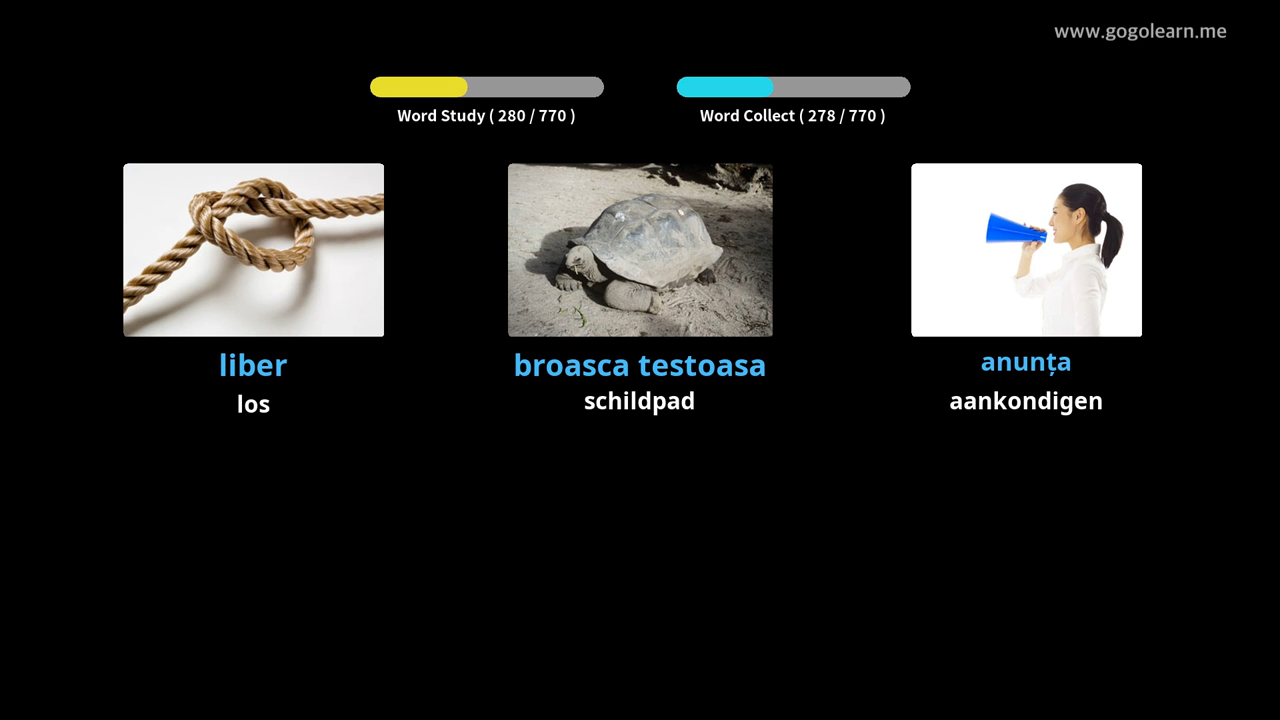 www.gogolearn.me
Word Study ( 280 / 770 )
Word Collect ( 278 / 770 )
liber
los
broasca testoasa
schildpad
anunța
aankondigen